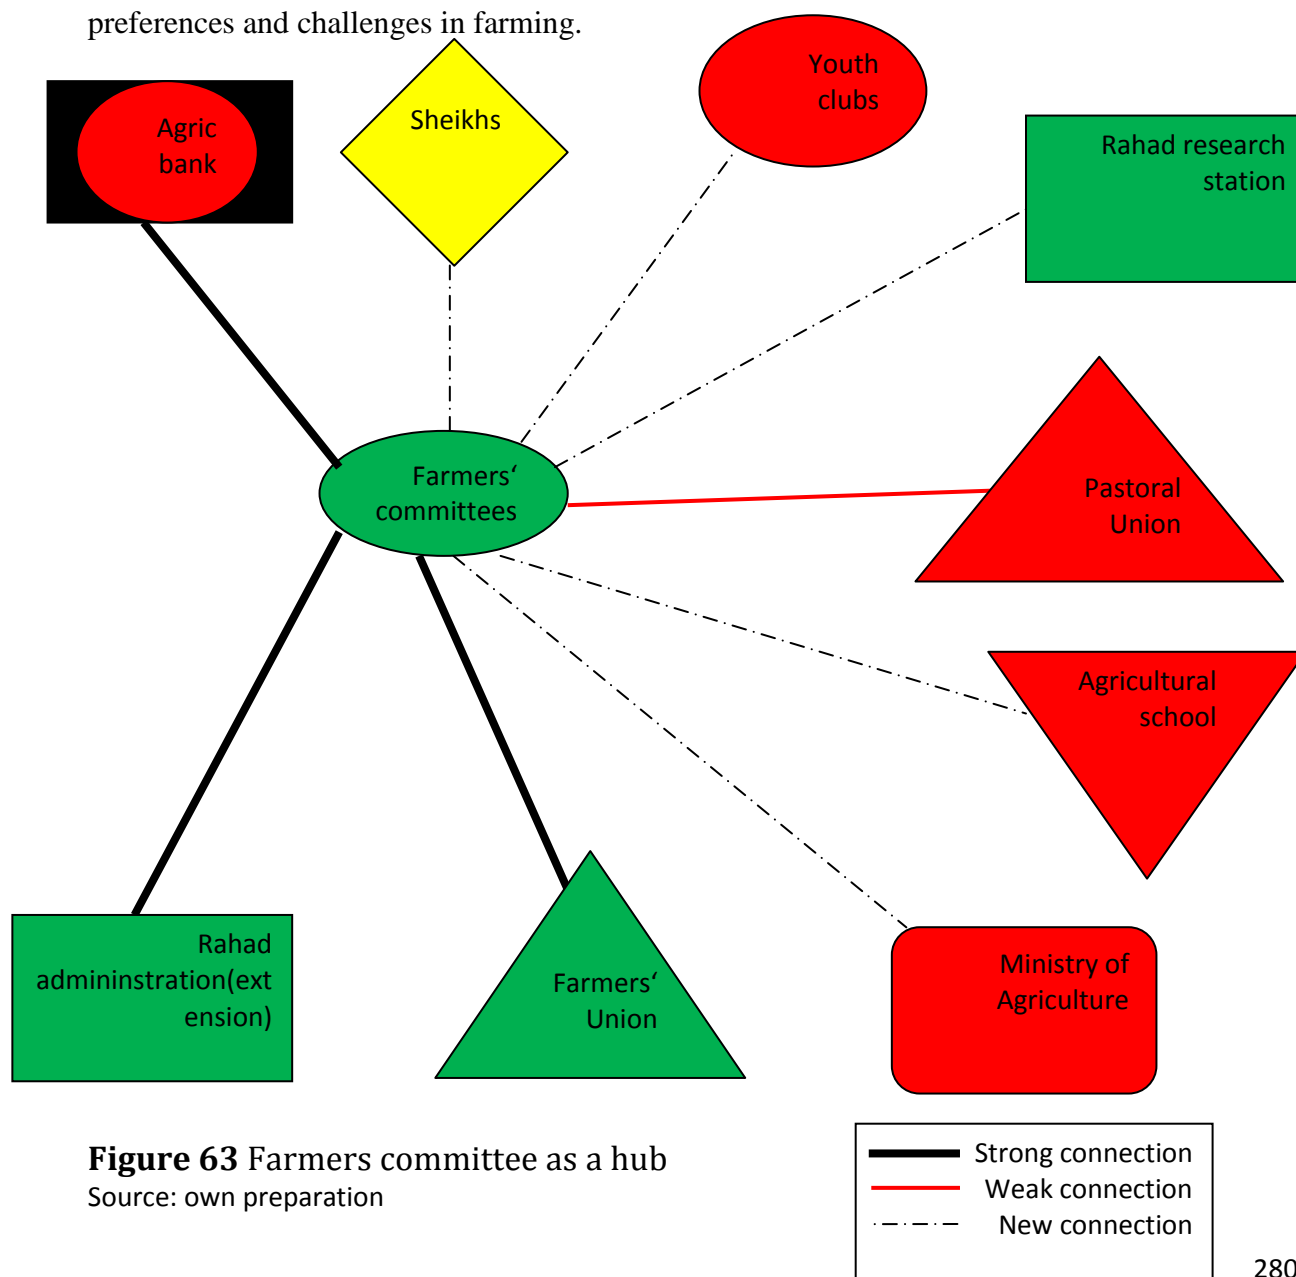 preferences and challenges in farming.
Youth
clubs
Agric
bank
Sheikhs
Rahad research
station
Farmers‘
committees
Pastoral
Union
Agricultural
school
Rahad
admininstration(ext
ension)
Farmers‘
Union
Ministry of
Agriculture
Figure 63 Farmers committee as a hub
Source: own preparation
Strong connection
Weak connection
New connection
280